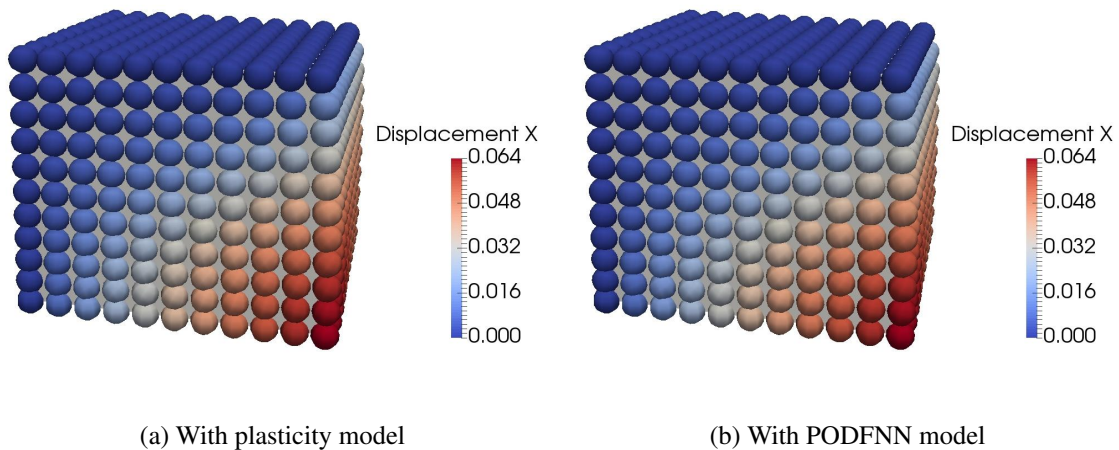 Displacement X
0.064
0.048
0.032
0.016
0.000
Displacement X
0.064
0.048
0.032
0.016
0.000
(a) With plasticity model
(b) With PODFNN model